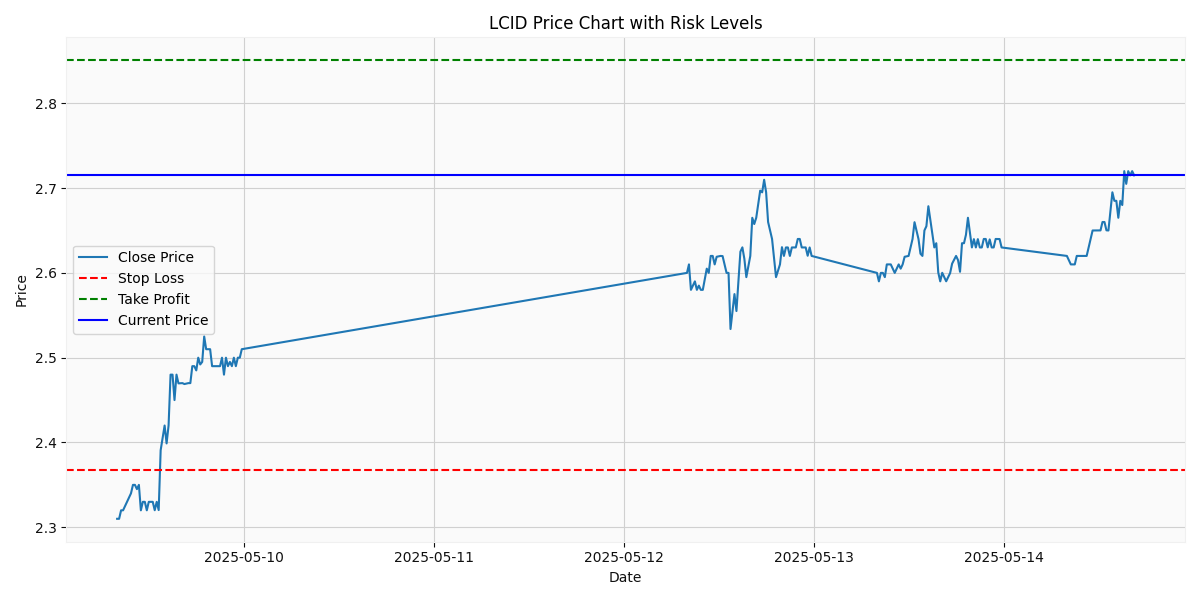 LCID Price Chart with Risk Levels
Price
2.8
2.7
2.6
2.5
2.4
2.3
Close Price
Stop Loss
Take Profit
Current Price
2025-05-10
2025-05-11
2025-05-12
2025-05-13
2025-05-14
Date